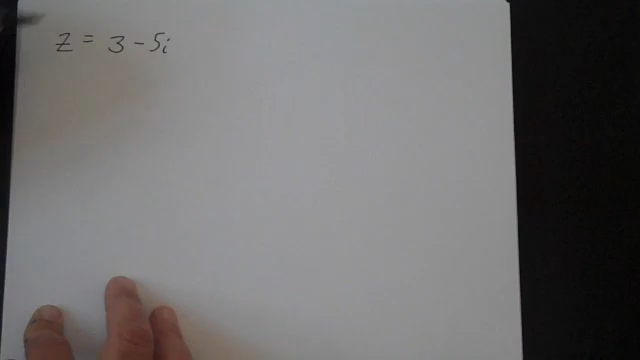 z = 3 - 5i